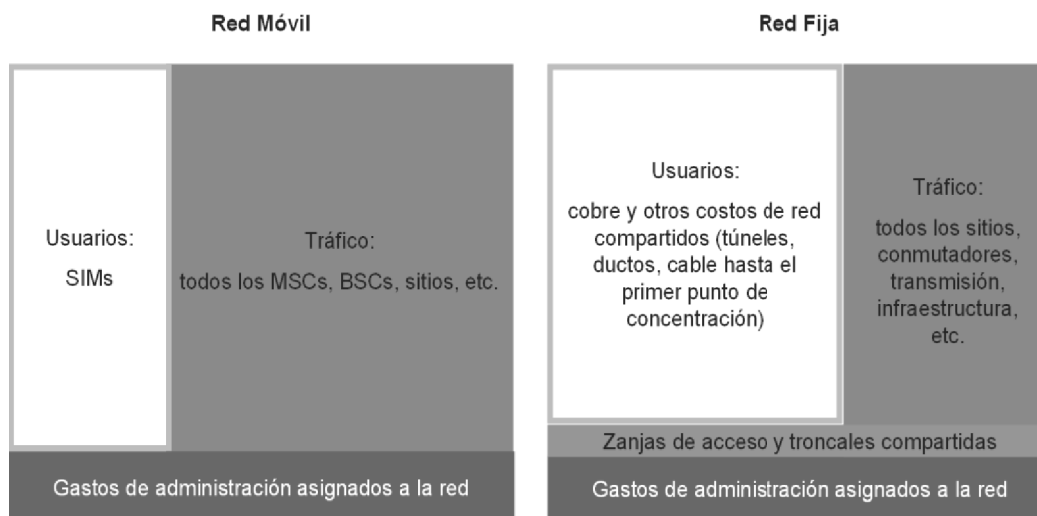 Red Móvil
Usuarios:
SIMs
Tráfico:
todos los MSCs, BSCs, sitios, etc.
Gastos de administración asignados a la red
Red Fija
Usuarios:
cobre y otros costos de red
compartidos (túneles,
ductos, cable hasta el
primer punto de
concentración)
Tráfico:
todos los sitios,
conmutadores,
transmisión,
infraestructura,
etc.
Zanjas de acceso y troncales compartidas
Gastos de administración asignados a la red